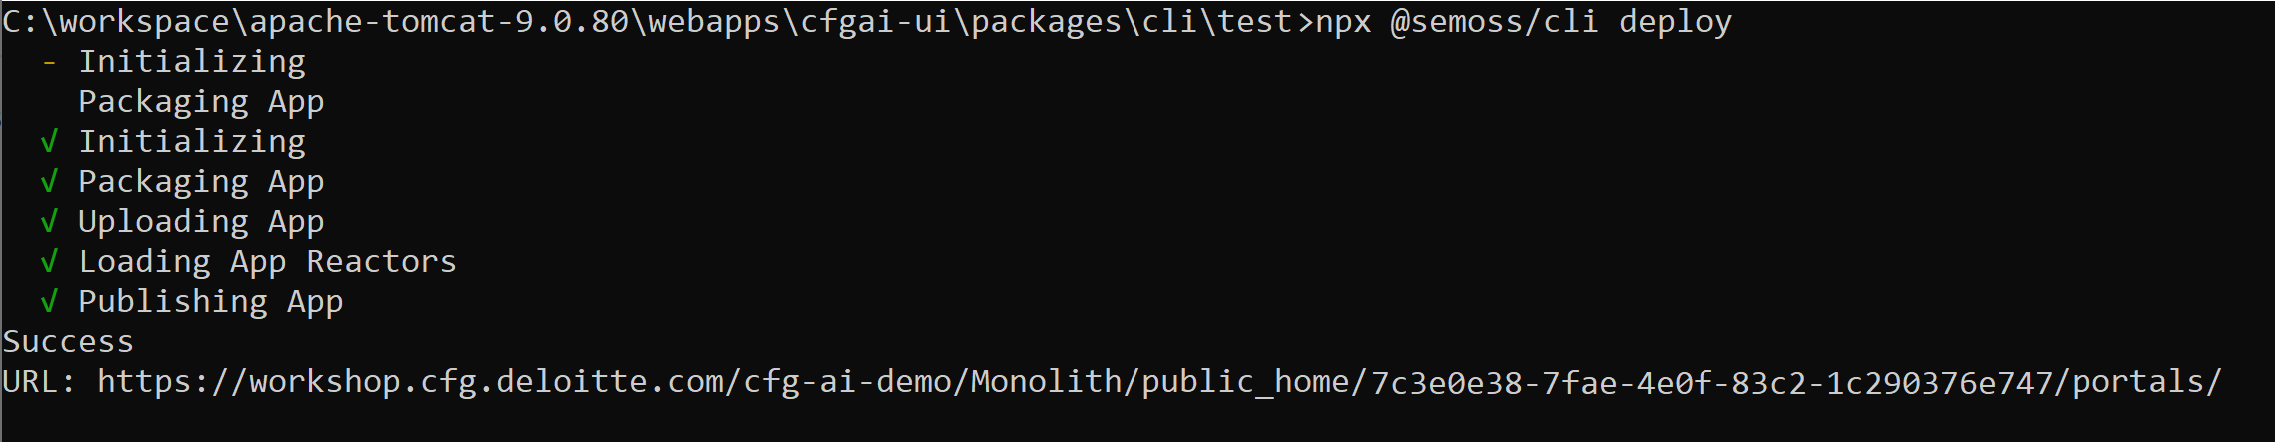 C:\workspace\apache-tomcat-9.0.80\webapps\cfgai-ui\packages\cli\test>npx @semoss/cli deploy
- Initializing
Packaging App
√ Initializing
√ Packaging App
√ Uploading App
√ Loading App Reactors
√ Publishing App
Success
URL: https://workshop.cfg.deloitte.com/cfg-ai-demo/Monolith/public_home/7c3e0e38-7fae-4e0f-83c2-1c290376e747/portals/